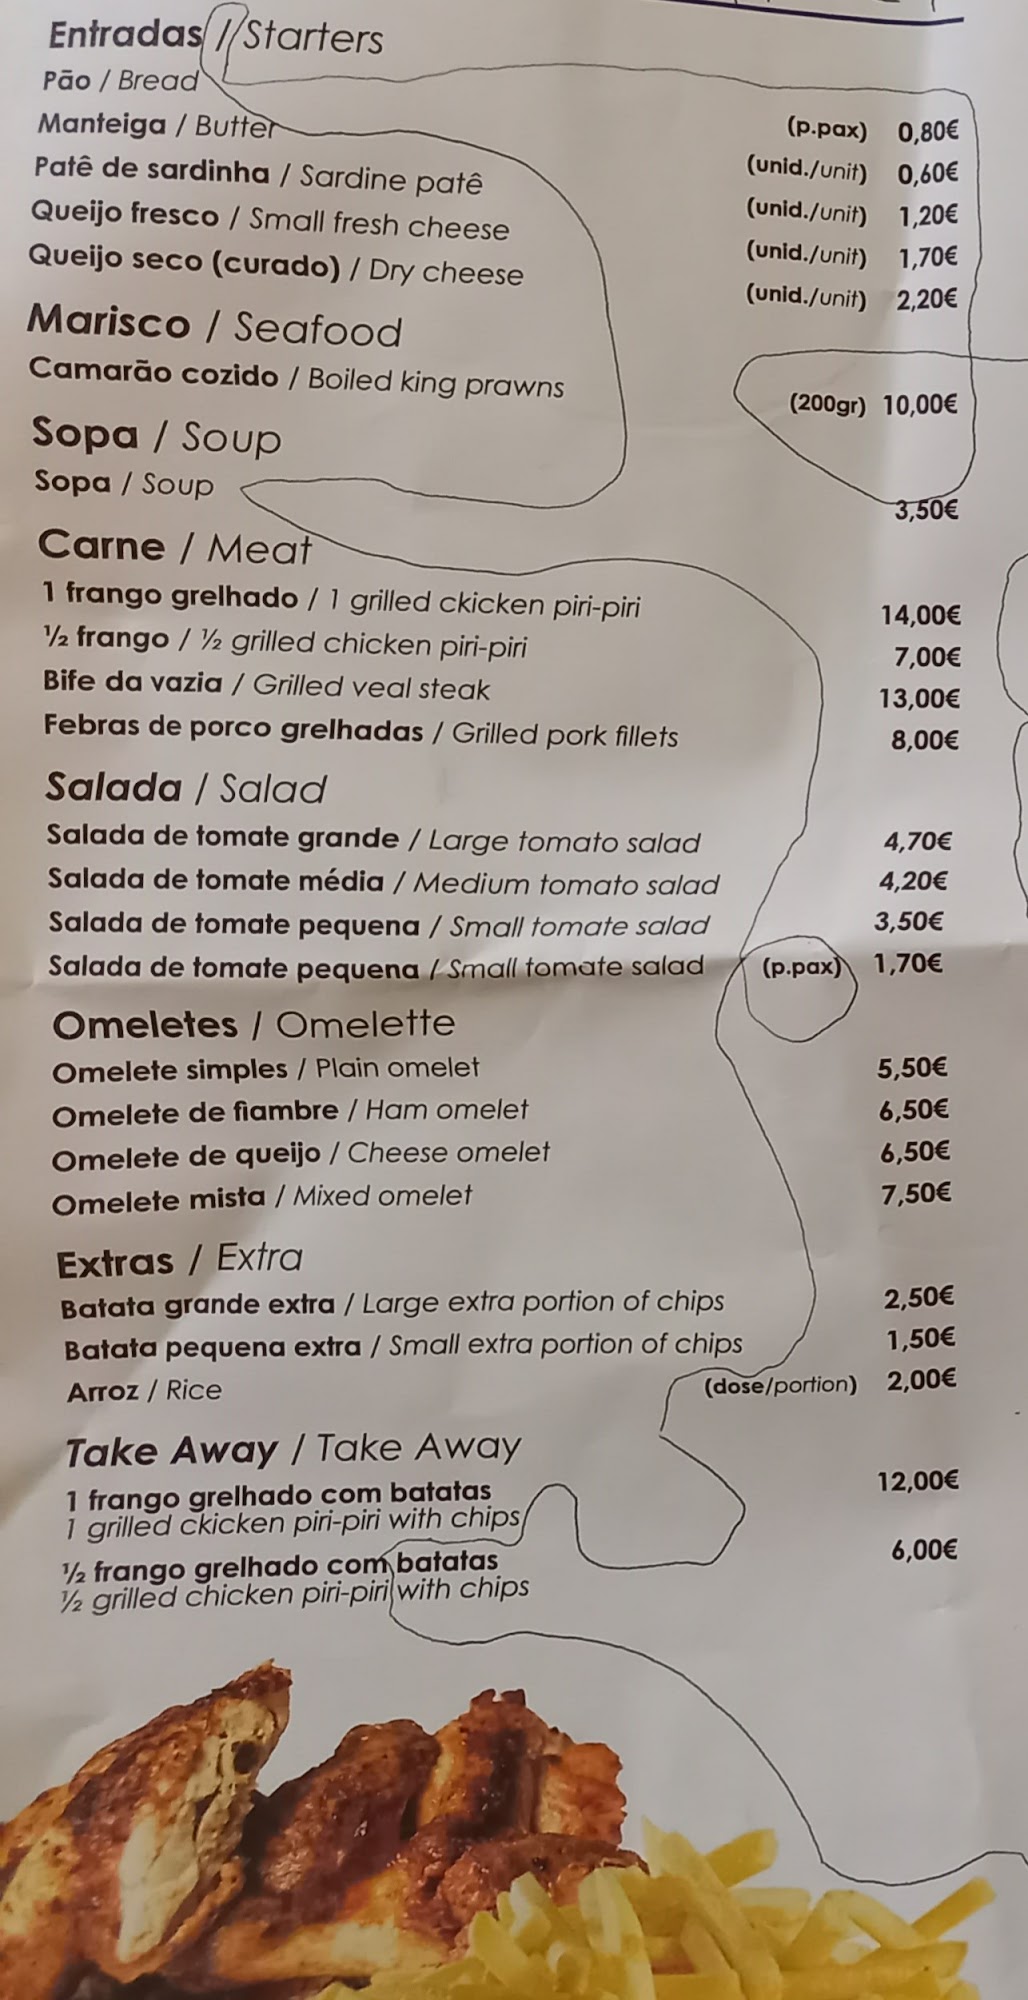 Entradas / Starters
Pão / Bread (p.pax) 0,80€
Manteiga / Butter (unid./unit) 0,60€
Patê de sardinha / Sardine patê (unid./unit) 1,20€
Queijo fresco / Small fresh cheese (unid./unit) 1,70€
Queijo seco (curado) / Dry cheese (unid./unit) 2,20€
Marisco / Seafood
Camarão cozido / Boiled king prawns (200gr) 10,00€
Sopa / Soup
Sopa / Soup 3,50€
Carne / Meat
1 frango grelhado / 1 grilled ckicken piri-piri 14,00€
½ frango / ½ grilled chicken piri-piri 7,00€
Bife da vazia / Grilled veal steak 13,00€
Febras de porco grelhadas / Grilled pork fillets 8,00€
Salada / Salad
Salada de tomate grande / Large tomato salad 4,70€
Salada de tomate média / Medium tomato salad 4,20€
Salada de tomate pequena / Small tomate salad 3,50€
Salada de tomate pequena / Small tomate salad (p.pax) 1,70€
Omeletes / Omelette
Omelete simples / Plain omelet 5,50€
Omelete de fiambre / Ham omelet 6,50€
Omelete de queijo / Cheese omelet 6,50€
Omelete mista / Mixed omelet 7,50€
Extras / Extra
Batata grande extra / Large extra portion of chips 2,50€
Batata pequena extra / Small extra portion of chips 1,50€
Arroz / Rice (dose/portion) 2,00€
Take Away / Take Away
1 frango grelhado com batatas 12,00€
1 grilled ckicken piri-piri with chips
½ frango grelhado com batatas 6,00€
½ grilled chicken piri-piri with chips